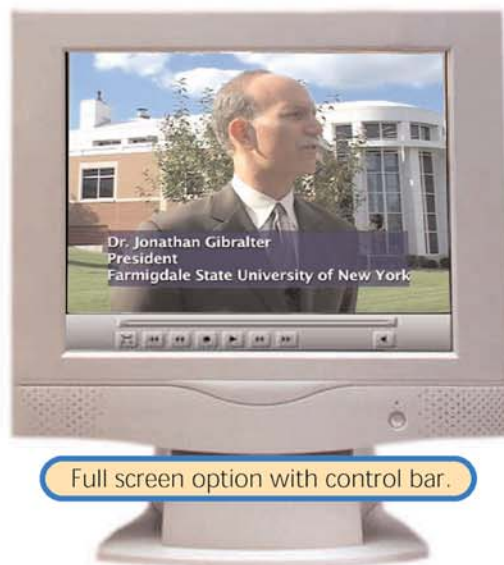 Dr. Jonathan Gibralter
President
Farmigdale State University of New York
Full screen option with control bar.